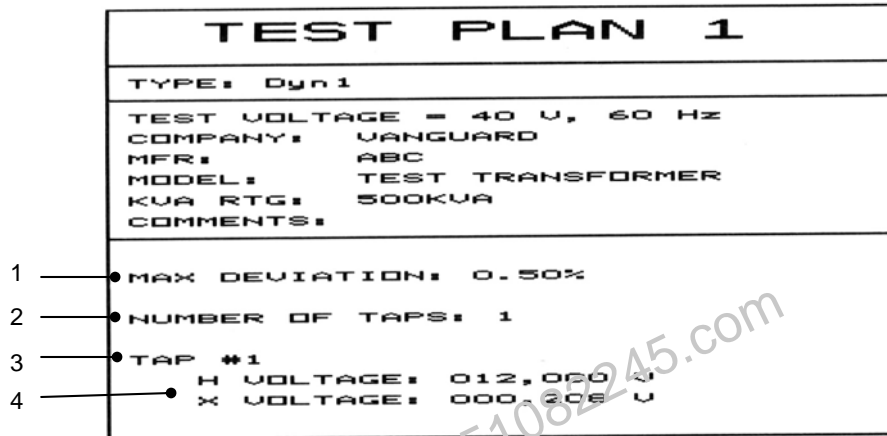 TEST PLAN 1
TYPE: Dyn1
TEST VOLTAGE = 40 V, 60 Hz
COMPANY: VANGUARD
MFR: ABC
MODEL: TEST TRANSFORMER
KVA RTG: 500KVA
COMMENTS:
1 MAX DEVIATION: 0.50%
2 NUMBER OF TAPS: 1
3 TAP #1
H VOLTAGE: 012,000 V
4
X VOLTAGE: 000,208 V
51082245.com